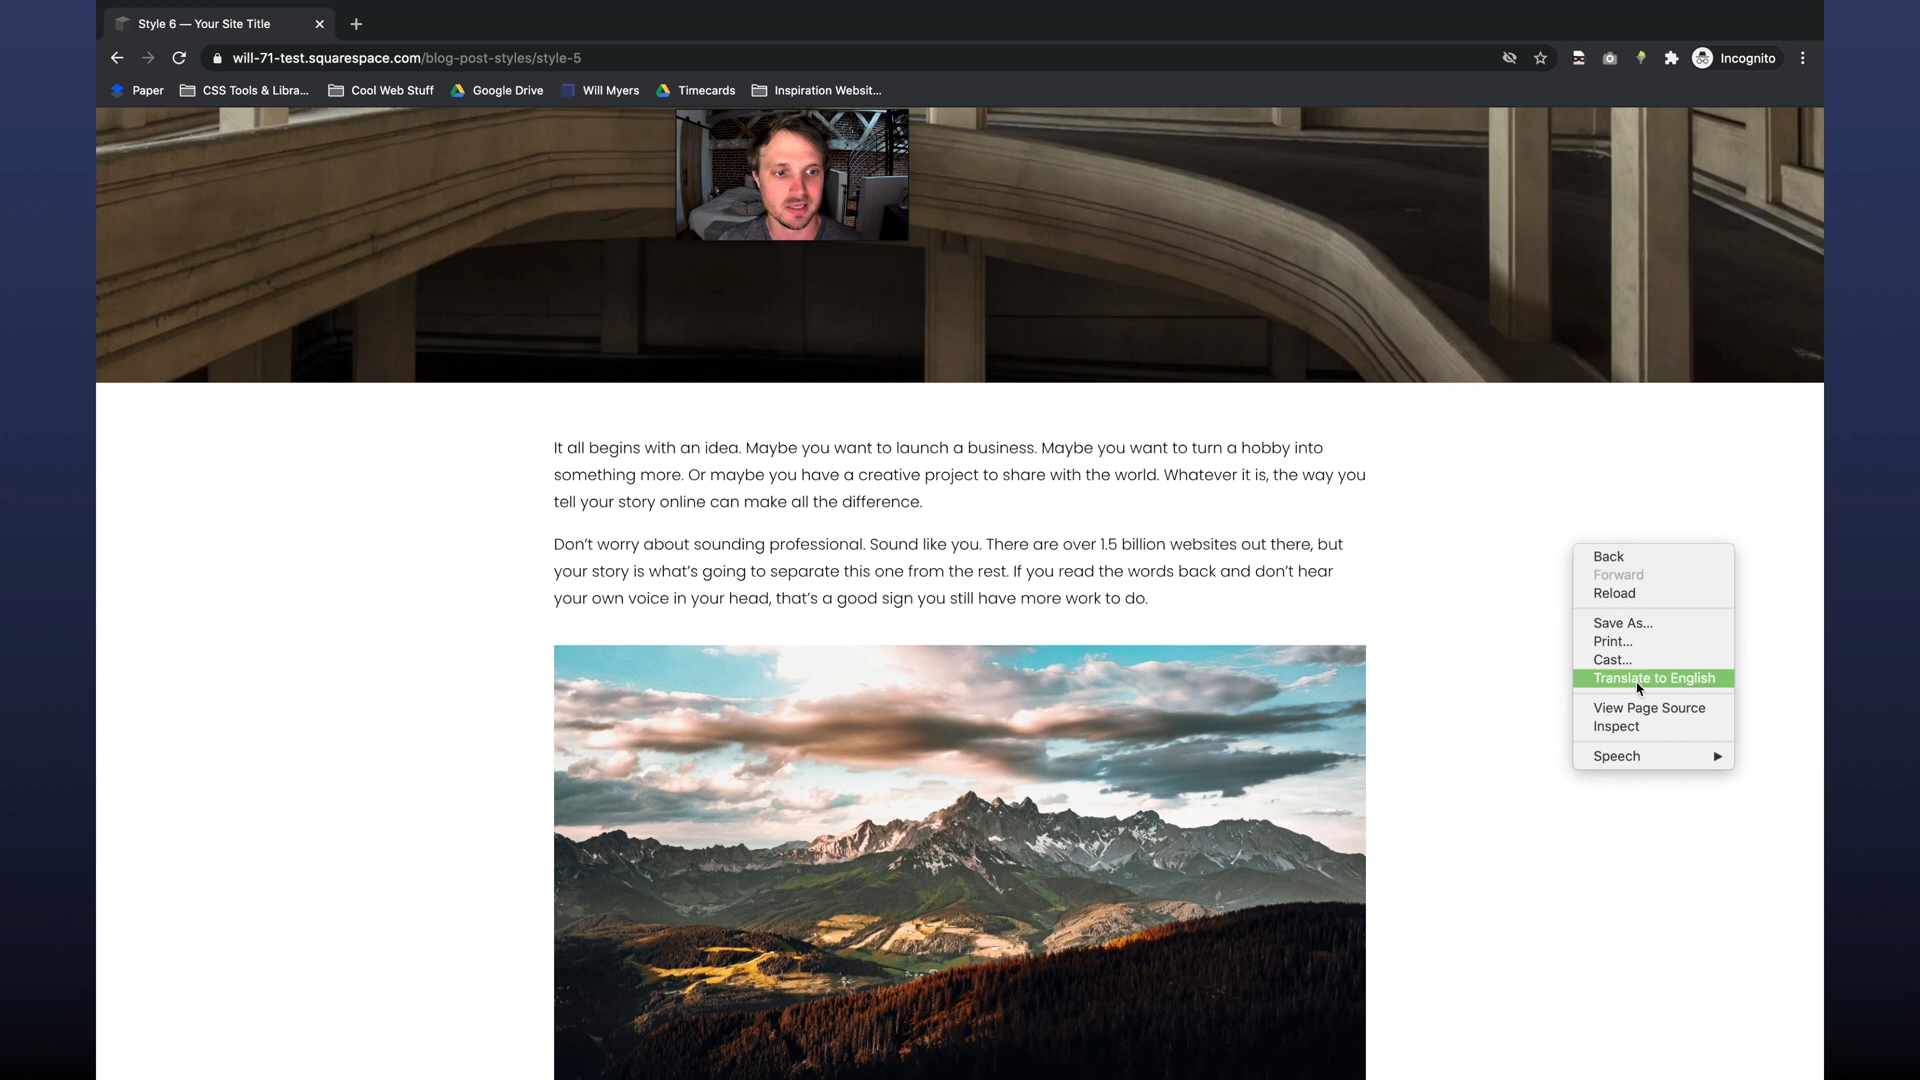 Style 6 — Your Site Title
will-71-test.squarespace.com/blog-post-styles/style-5
Incognito
Paper
CSS Tools & Libra...
Cool Web Stuff
Google Drive
Will Myers
Timecards
Inspiration Websit...
It all begins with an idea. Maybe you want to launch a business. Maybe you want to turn a hobby into
something more. Or maybe you have a creative project to share with the world. Whatever it is, the way you
tell your story online can make all the difference.
Don’t worry about sounding professional. Sound like you. There are over 1.5 billion websites out there, but
your story is what’s going to separate this one from the rest. If you read the words back and don’t hear
your own voice in your head, that’s a good sign you still have more work to do.
Back
Forward
Reload
Save As...
Print...
Cast...
Translate to English
View Page Source
Inspect
Speech